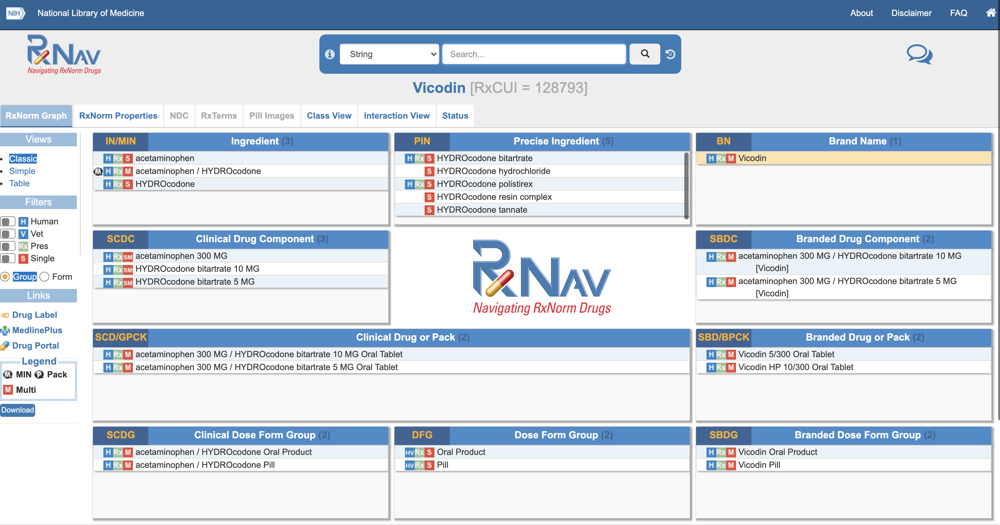 NIH National Library of Medicine About Disclaimer FAQ
RxNav
Navigating RxNorm Drugs
String Search...
Vicodin [RxCUI = 128793]
RxNorm Graph RxNorm Properties NDC RxTerms Pill Images Class View Interaction View Status
Views
Classic
Simple
Table
Filters
H Human
V Vet
Rx Pres
S Single
Group Form
Links
Drug Label
MedlinePlus
Drug Portal
Legend
M MIN P Pack
M Multi
Download
IN/MIN Ingredient (3)
H Rx S acetaminophen
M H Rx M acetaminophen / HYDROcodone
H Rx S HYDROcodone
PIN Precise Ingredient (5)
H Rx S HYDROcodone bitartrate
S HYDROcodone hydrochloride
H Rx S HYDROcodone polistirex
S HYDROcodone resin complex
S HYDROcodone tannate
BN Brand Name (1)
H Rx M Vicodin
SCDC Clinical Drug Component (3)
H Rx SM acetaminophen 300 MG
H Rx SM HYDROcodone bitartrate 10 MG
H Rx SM HYDROcodone bitartrate 5 MG
RxNav
Navigating RxNorm Drugs
SBDC Branded Drug Component (2)
H Rx M acetaminophen 300 MG / HYDROcodone bitartrate 10 MG
[Vicodin]
H Rx M acetaminophen 300 MG / HYDROcodone bitartrate 5 MG
[Vicodin]
SCD/GPCK Clinical Drug or Pack (2)
H Rx M acetaminophen 300 MG / HYDROcodone bitartrate 10 MG Oral Tablet
H Rx M acetaminophen 300 MG / HYDROcodone bitartrate 5 MG Oral Tablet
SBD/BPCK Branded Drug or Pack (2)
H Rx M Vicodin 5/300 Oral Tablet
H Rx M Vicodin HP 10/300 Oral Tablet
SCDG Clinical Dose Form Group (2)
H Rx M acetaminophen / HYDROcodone Oral Product
H Rx M acetaminophen / HYDROcodone Pill
DFG Dose Form Group (2)
HV Rx S Oral Product
HV Rx S Pill
SBDG Branded Dose Form Group (2)
H Rx M Vicodin Oral Product
H Rx M Vicodin Pill